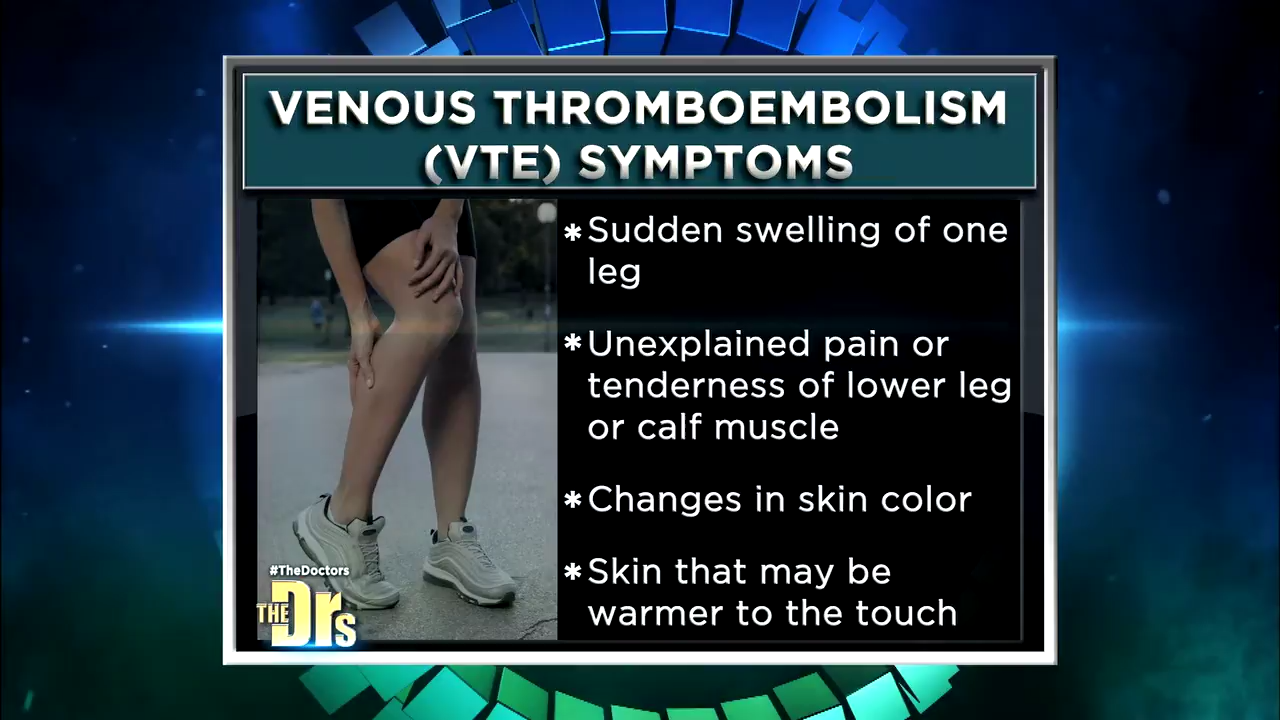 VENOUS THROMBOEMBOLISM
(VTE) SYMPTOMS
* Sudden swelling of one
leg
* Unexplained pain or
tenderness of lower leg
or calf muscle
* Changes in skin color
* Skin that may be
warmer to the touch
#TheDoctors
THE Drs